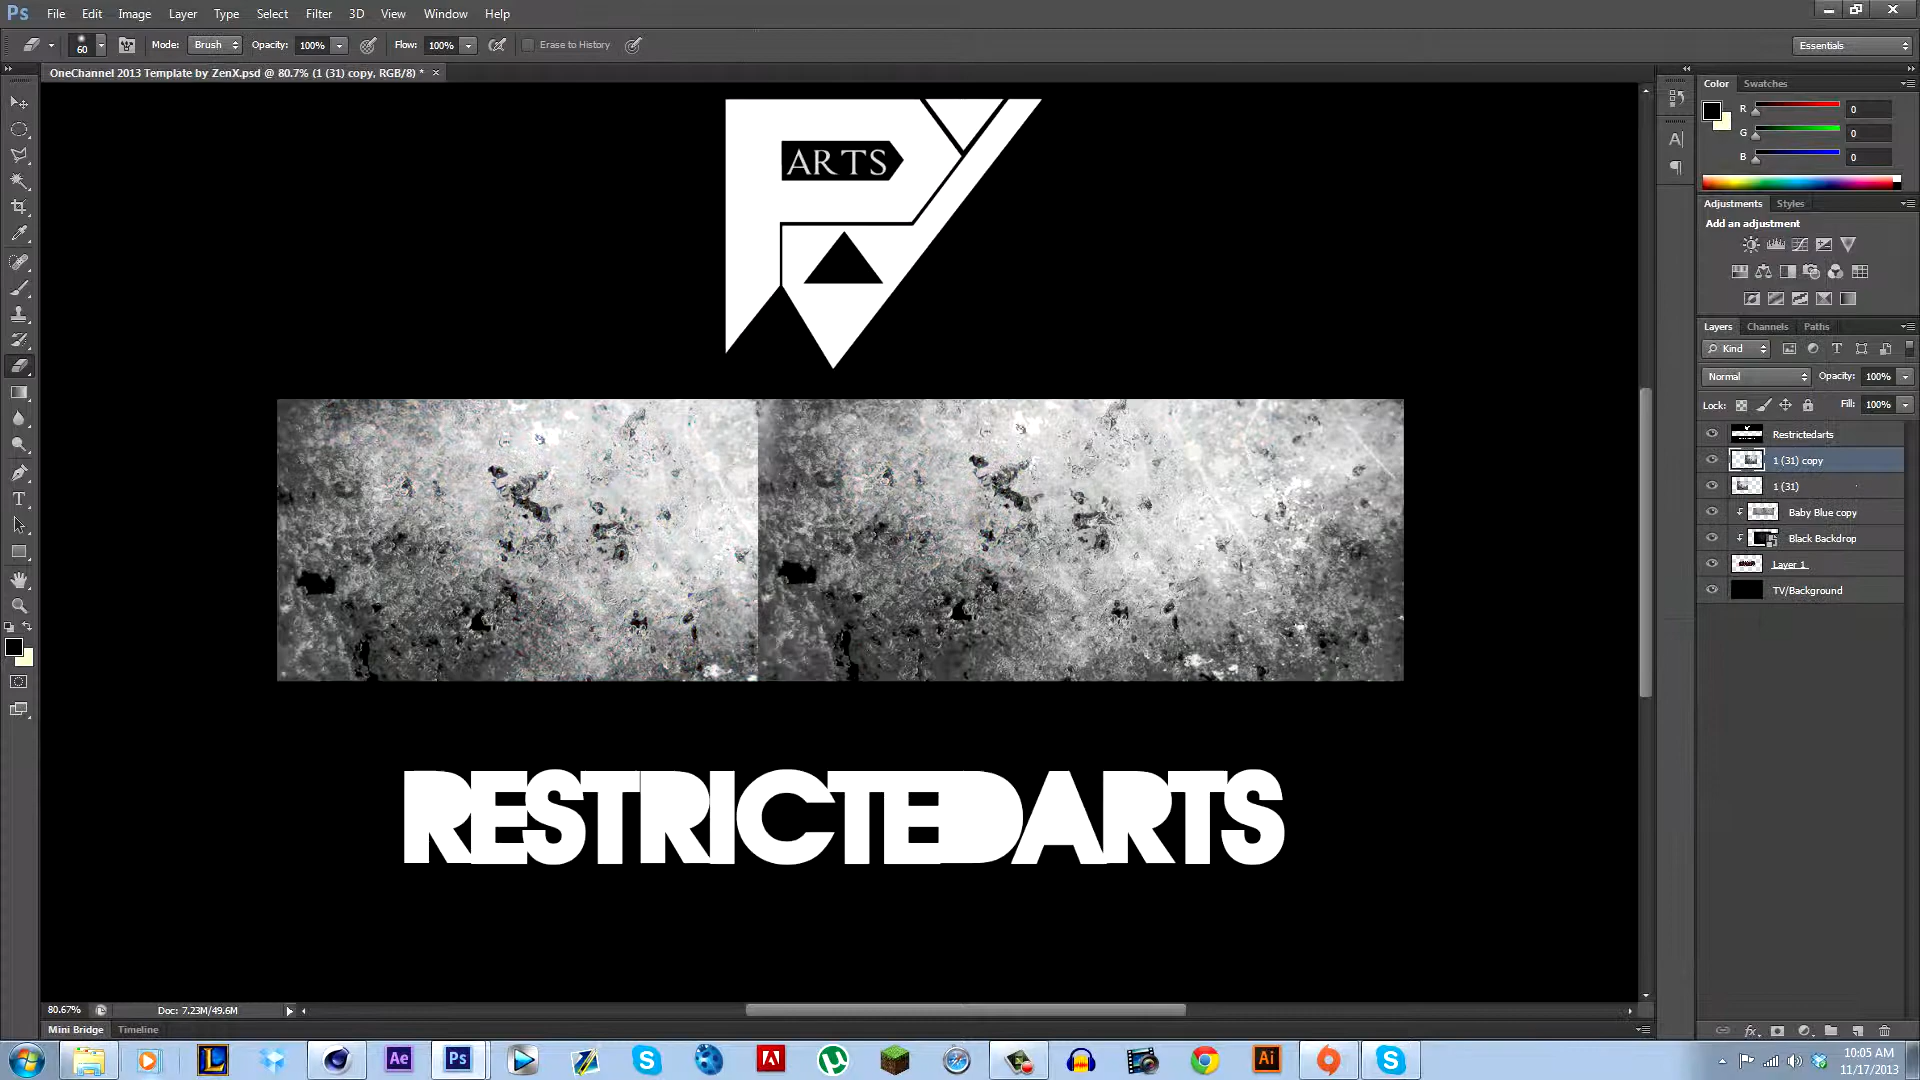 Ps File Edit Image Layer Type Select Filter 3D View Window Help
60 Mode: Brush Opacity: 100% Flow: 100% Erase to History Essentials
OneChannel 2013 Template by ZenX.psd @ 80.7% (1 (31) copy, RGB/8) * ×
ARTS
RESTRICTEDARTS
Color Swatches
R 0
G 0
B 0
Adjustments Styles
Add an adjustment
Layers Channels Paths
Kind
Normal Opacity: 100%
Lock: Fill: 100%
Restrictedarts
1 (31) copy
1 (31)
Baby Blue copy
Black Backdrop
Layer 1
TV/Background
80.67% Doc: 7.23M/49.6M
Mini Bridge Timeline
L Ae Ps S Ai S
10:05 AM
11/17/2013